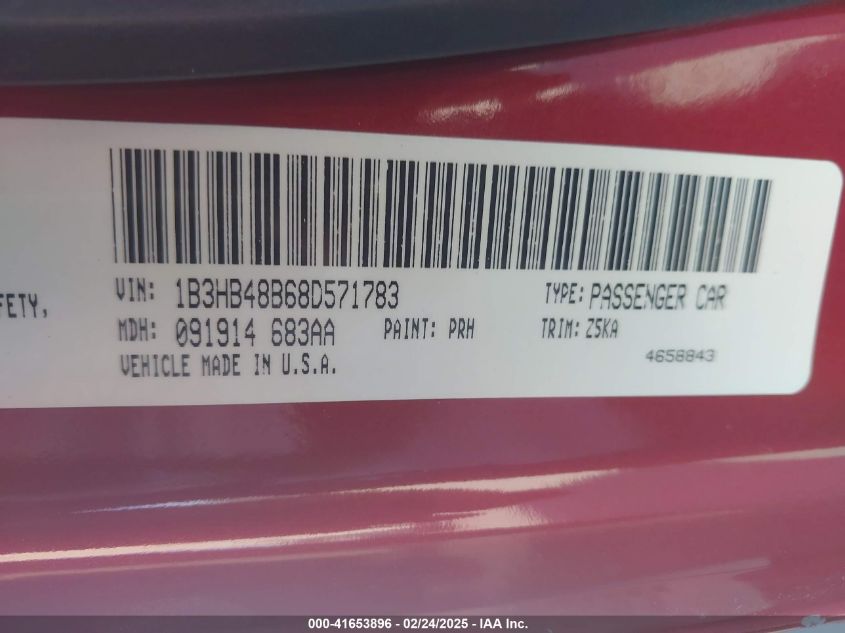 VIN: 1B3HB48B68D571783 TYPE: PASSENGER CAR
FETY,
MDH: 091914 683AA PAINT: PRH TRIM: Z5KA
VEHICLE MADE IN U.S.A. 4658843
000-41653896 - 02/24/2025 - IAA Inc.